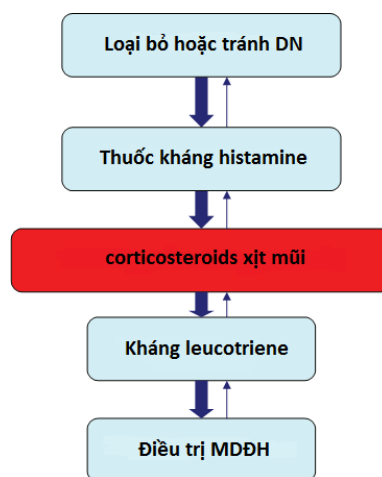 Loại bỏ hoặc tránh DN
Thuốc kháng histamine
corticosteroids xịt mũi
Kháng leucotriene
Điều trị MDĐH